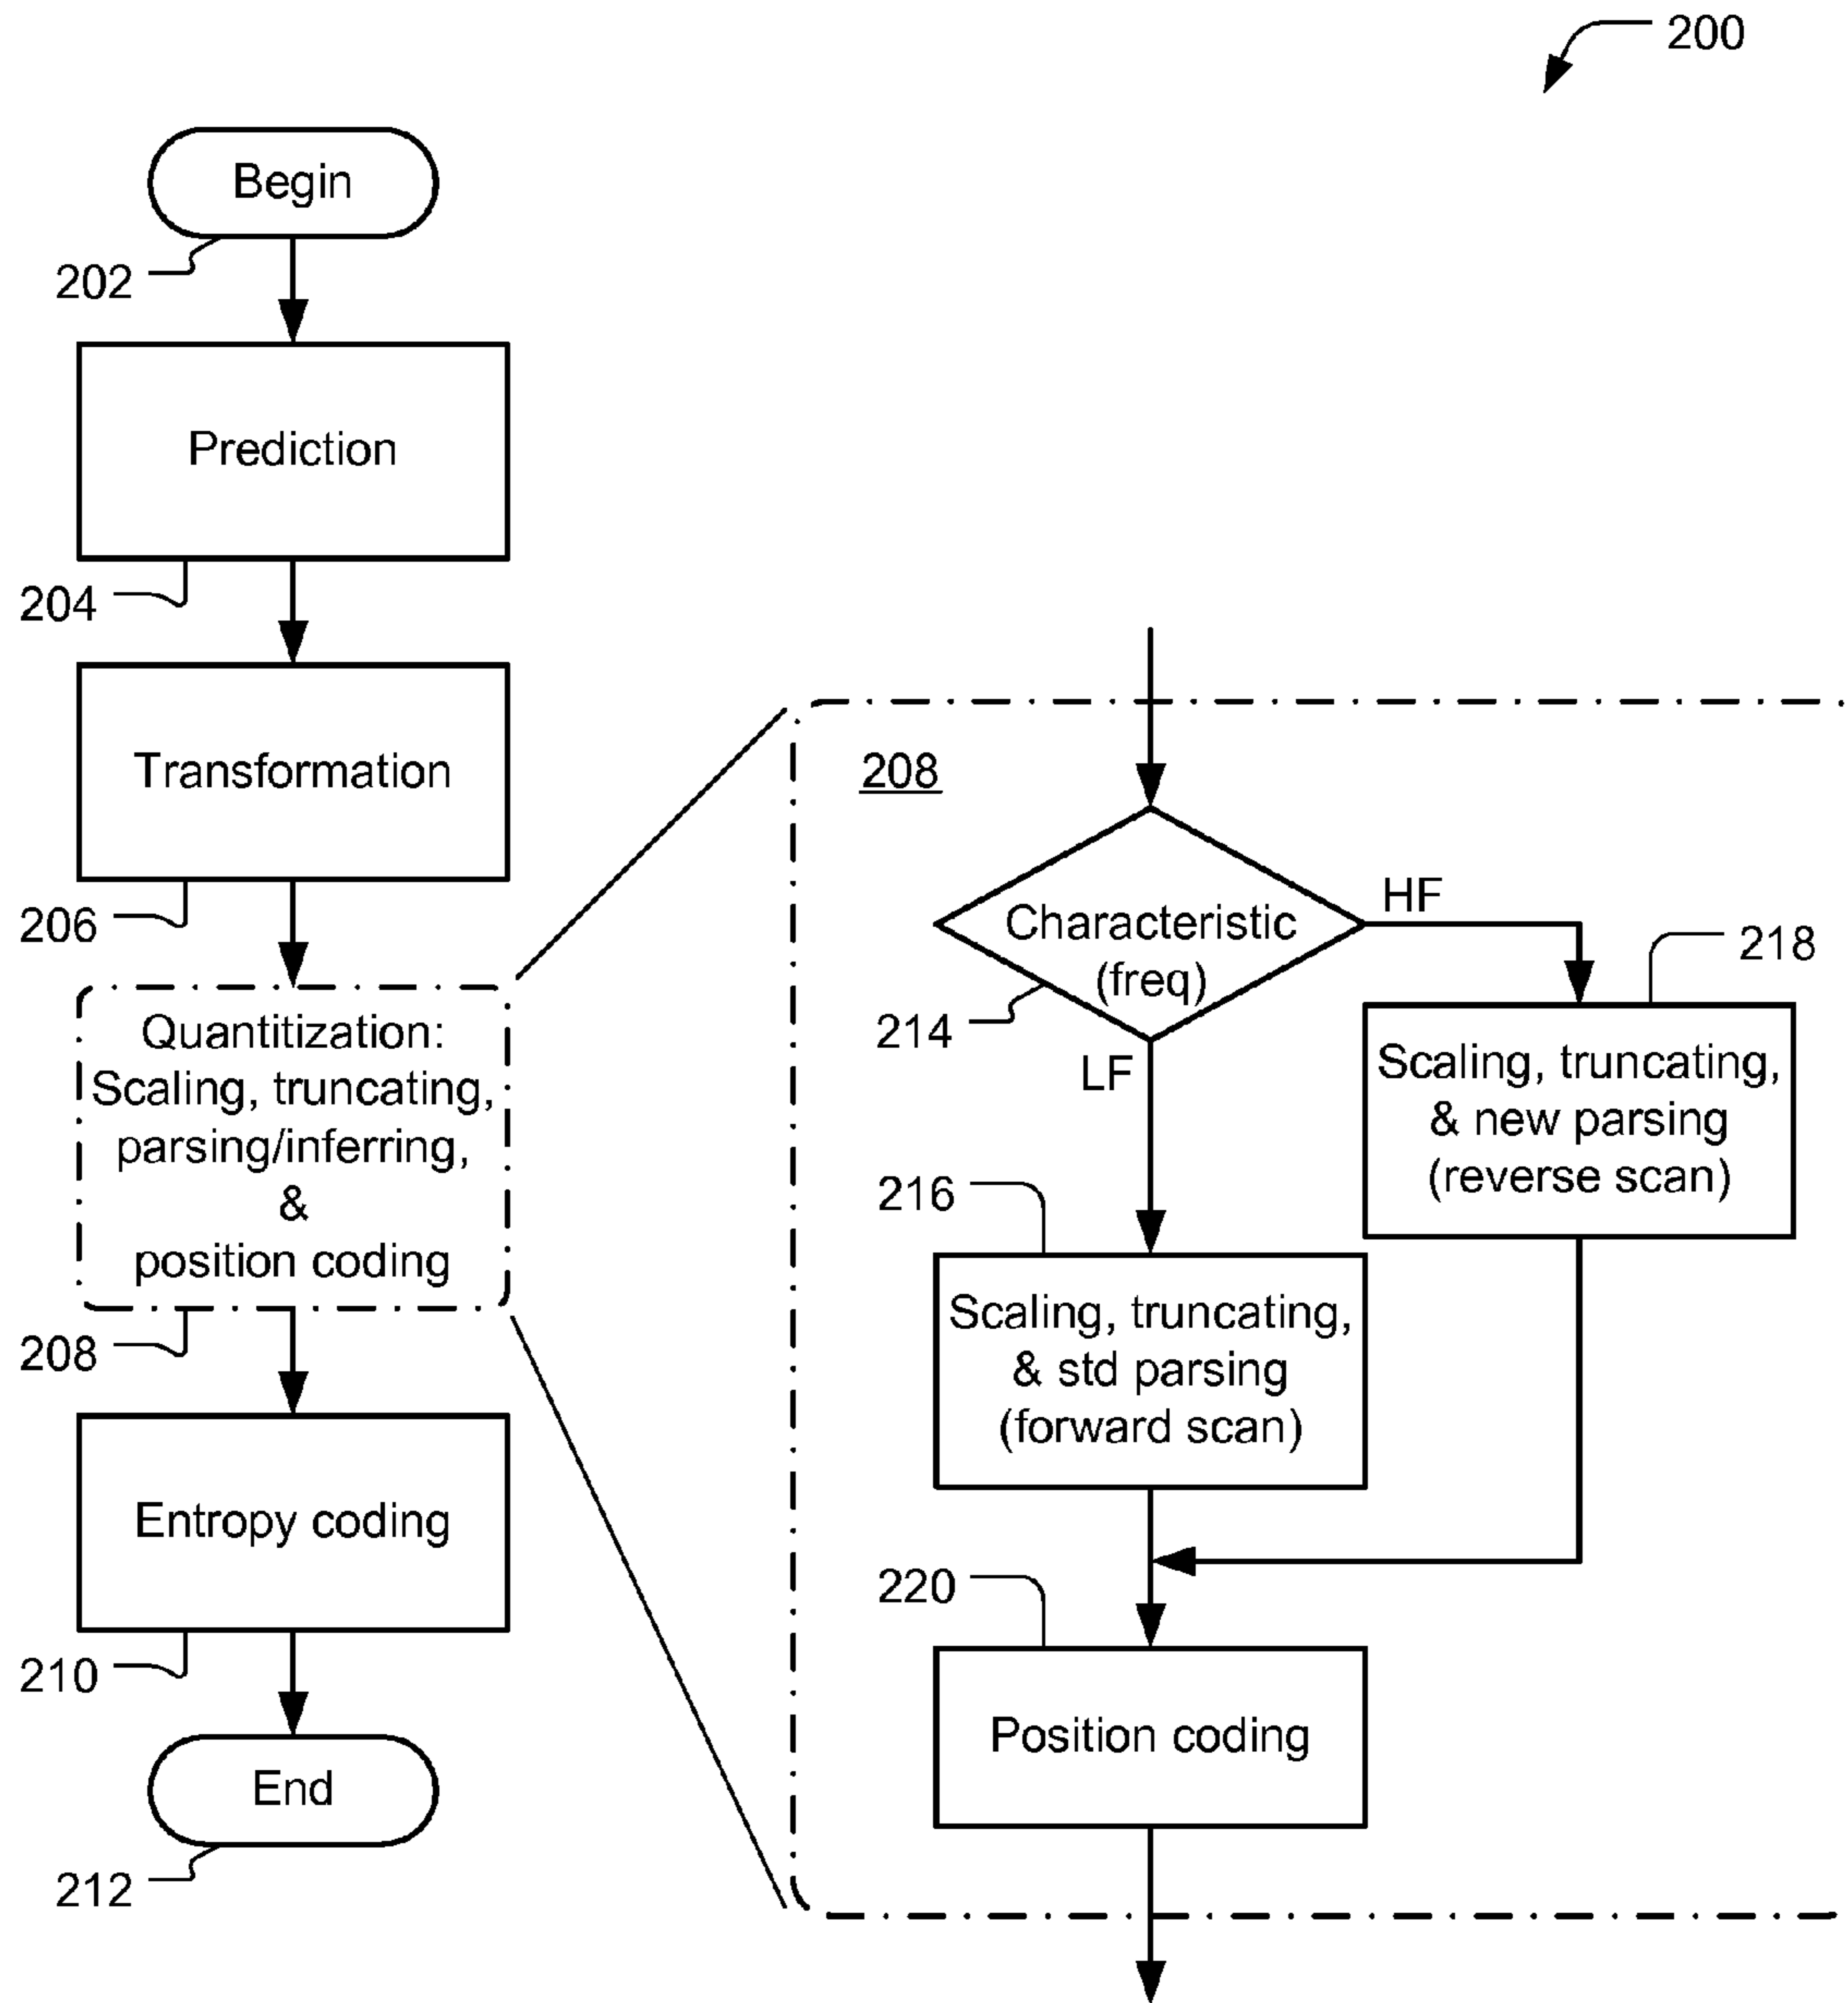 200
Begin
202
Prediction
204
Transformation
206
Quantitization:
Scaling, truncating,
parsing/inferring,
&
position coding
208
Entropy coding
210
End
212
208
Characteristic
(freq)
HF
214
LF
218
Scaling, truncating,
& new parsing
(reverse scan)
216
Scaling, truncating,
& std parsing
(forward scan)
220
Position coding